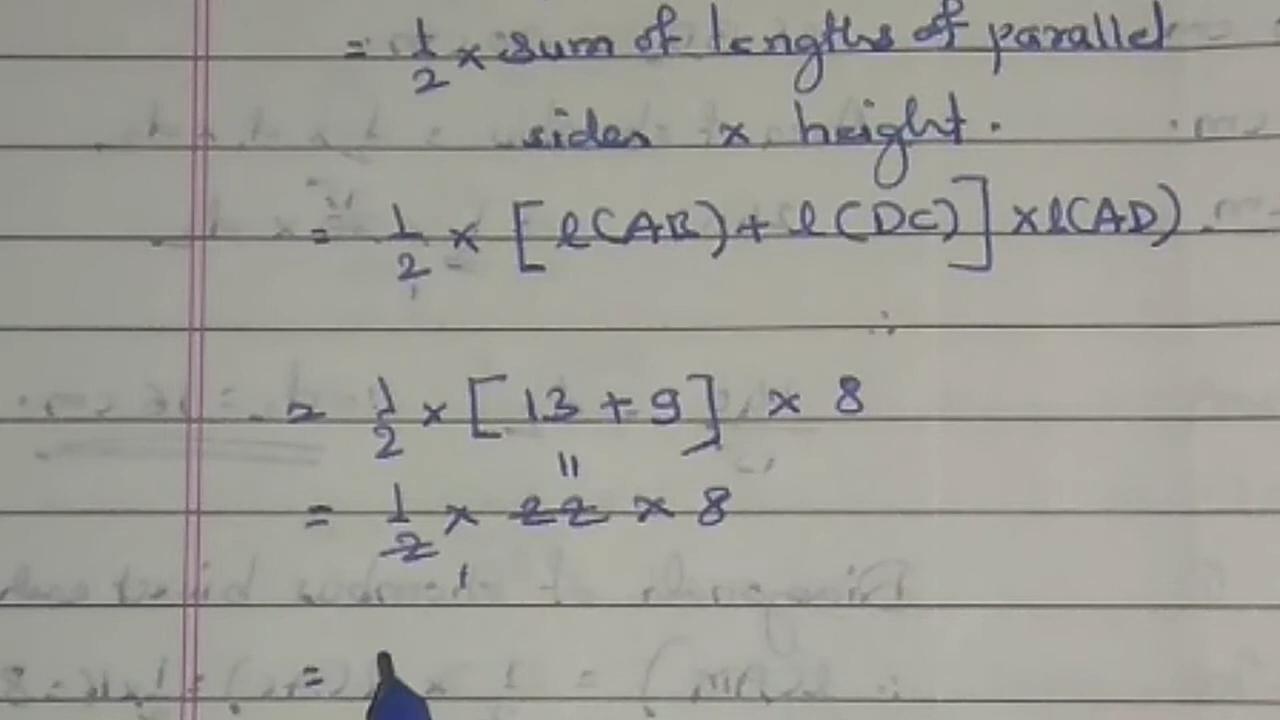 = 1/2 × sum of lengths of parallel
sides × height.
= 1/2 × [l(AB) + l(DC)] × l(AD)
= 1/2 × [13 + 9] × 8
11
= 1/2 × 22 × 8
1
=